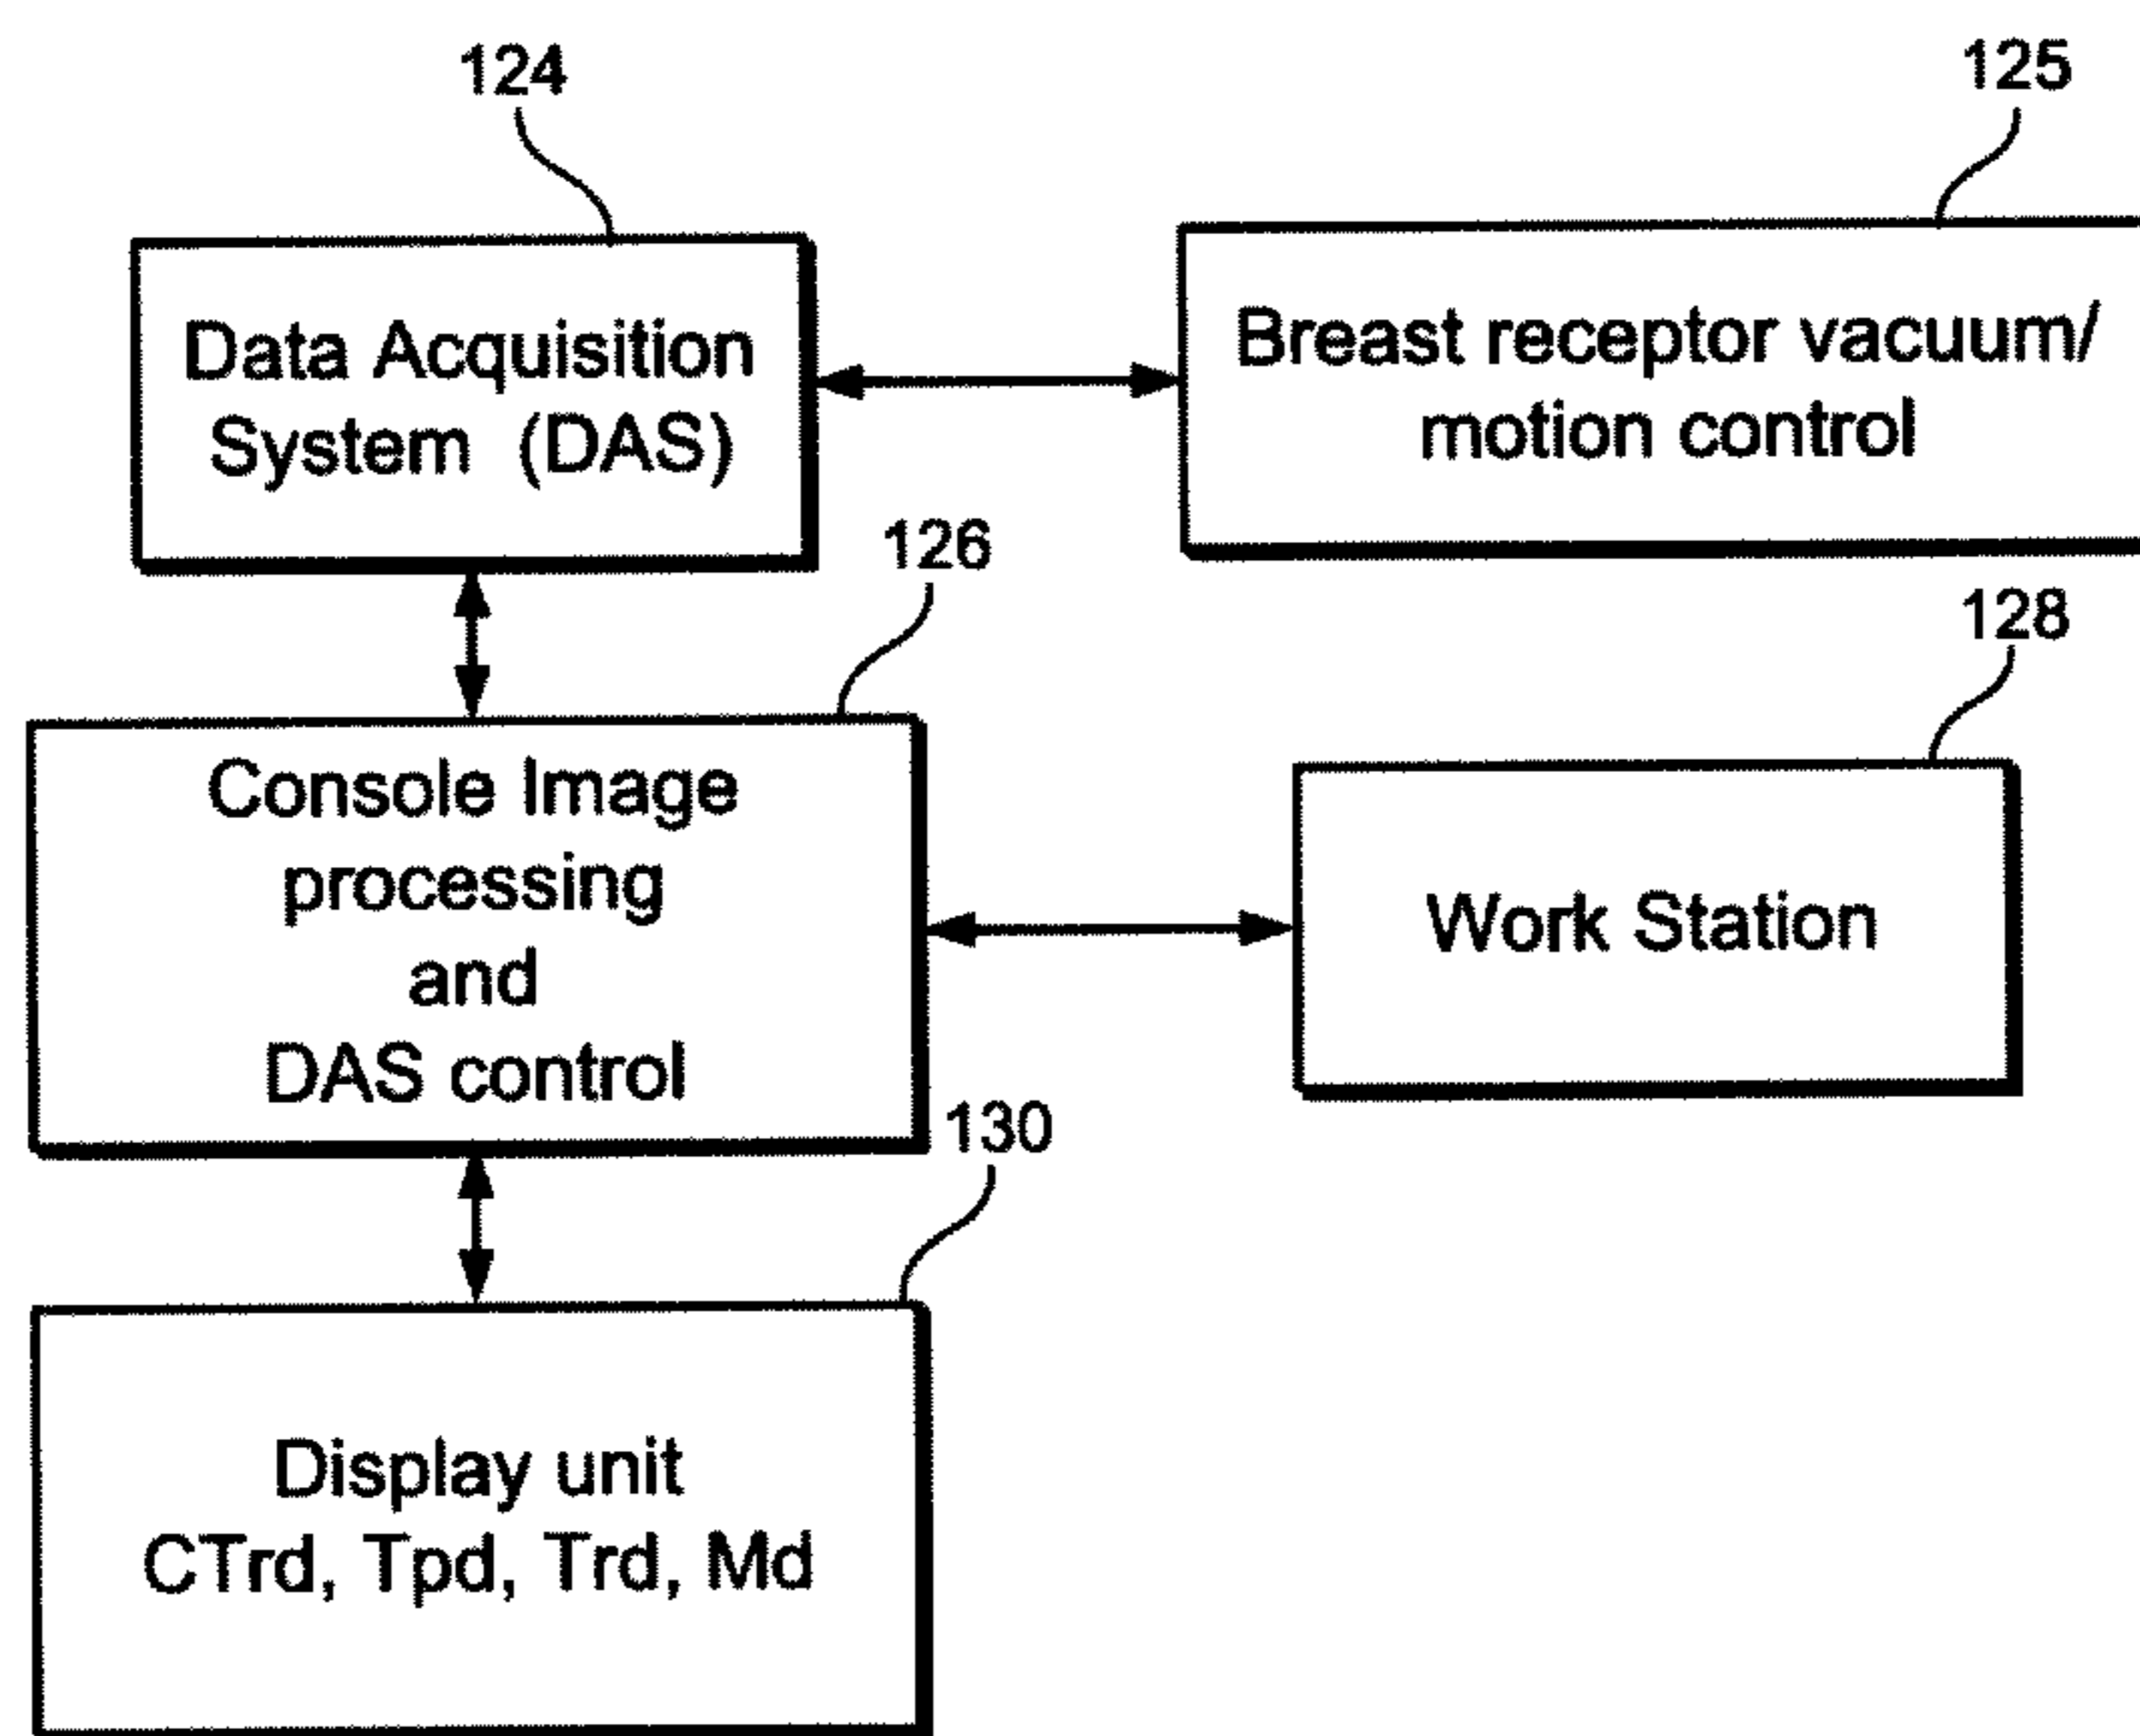 124
125
Data Acquisition
System (DAS)
Breast receptor vacuum/
motion control
126
128
Console Image
processing
and
DAS control
Work Station
130
Display unit
CTrd, Tpd, Trd, Md